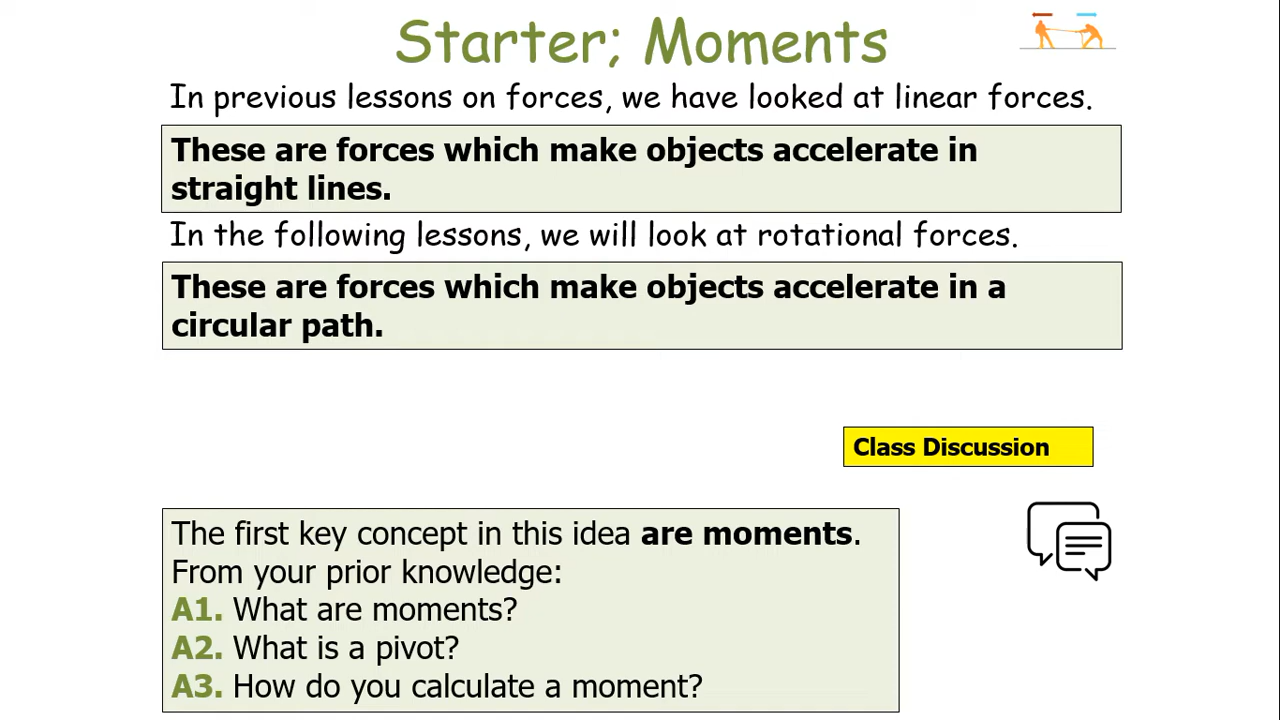 Starter; Moments
In previous lessons on forces, we have looked at linear forces.
These are forces which make objects accelerate in
straight lines.
In the following lessons, we will look at rotational forces.
These are forces which make objects accelerate in a
circular path.
Class Discussion
The first key concept in this idea are moments.
From your prior knowledge:
A1. What are moments?
A2. What is a pivot?
A3. How do you calculate a moment?